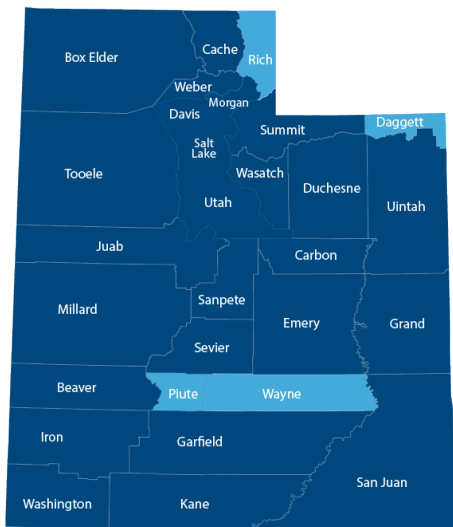 Cache
Rich
Box Elder
Weber
Morgan
Davis
Daggett
Summit
Salt
Lake
Wasatch
Tooele
Duchesne
Utah
Uintah
Juab
Carbon
Sanpete
Millard
Emery
Grand
Sevier
Beaver
Piute
Wayne
Iron
Garfield
San Juan
Washington
Kane